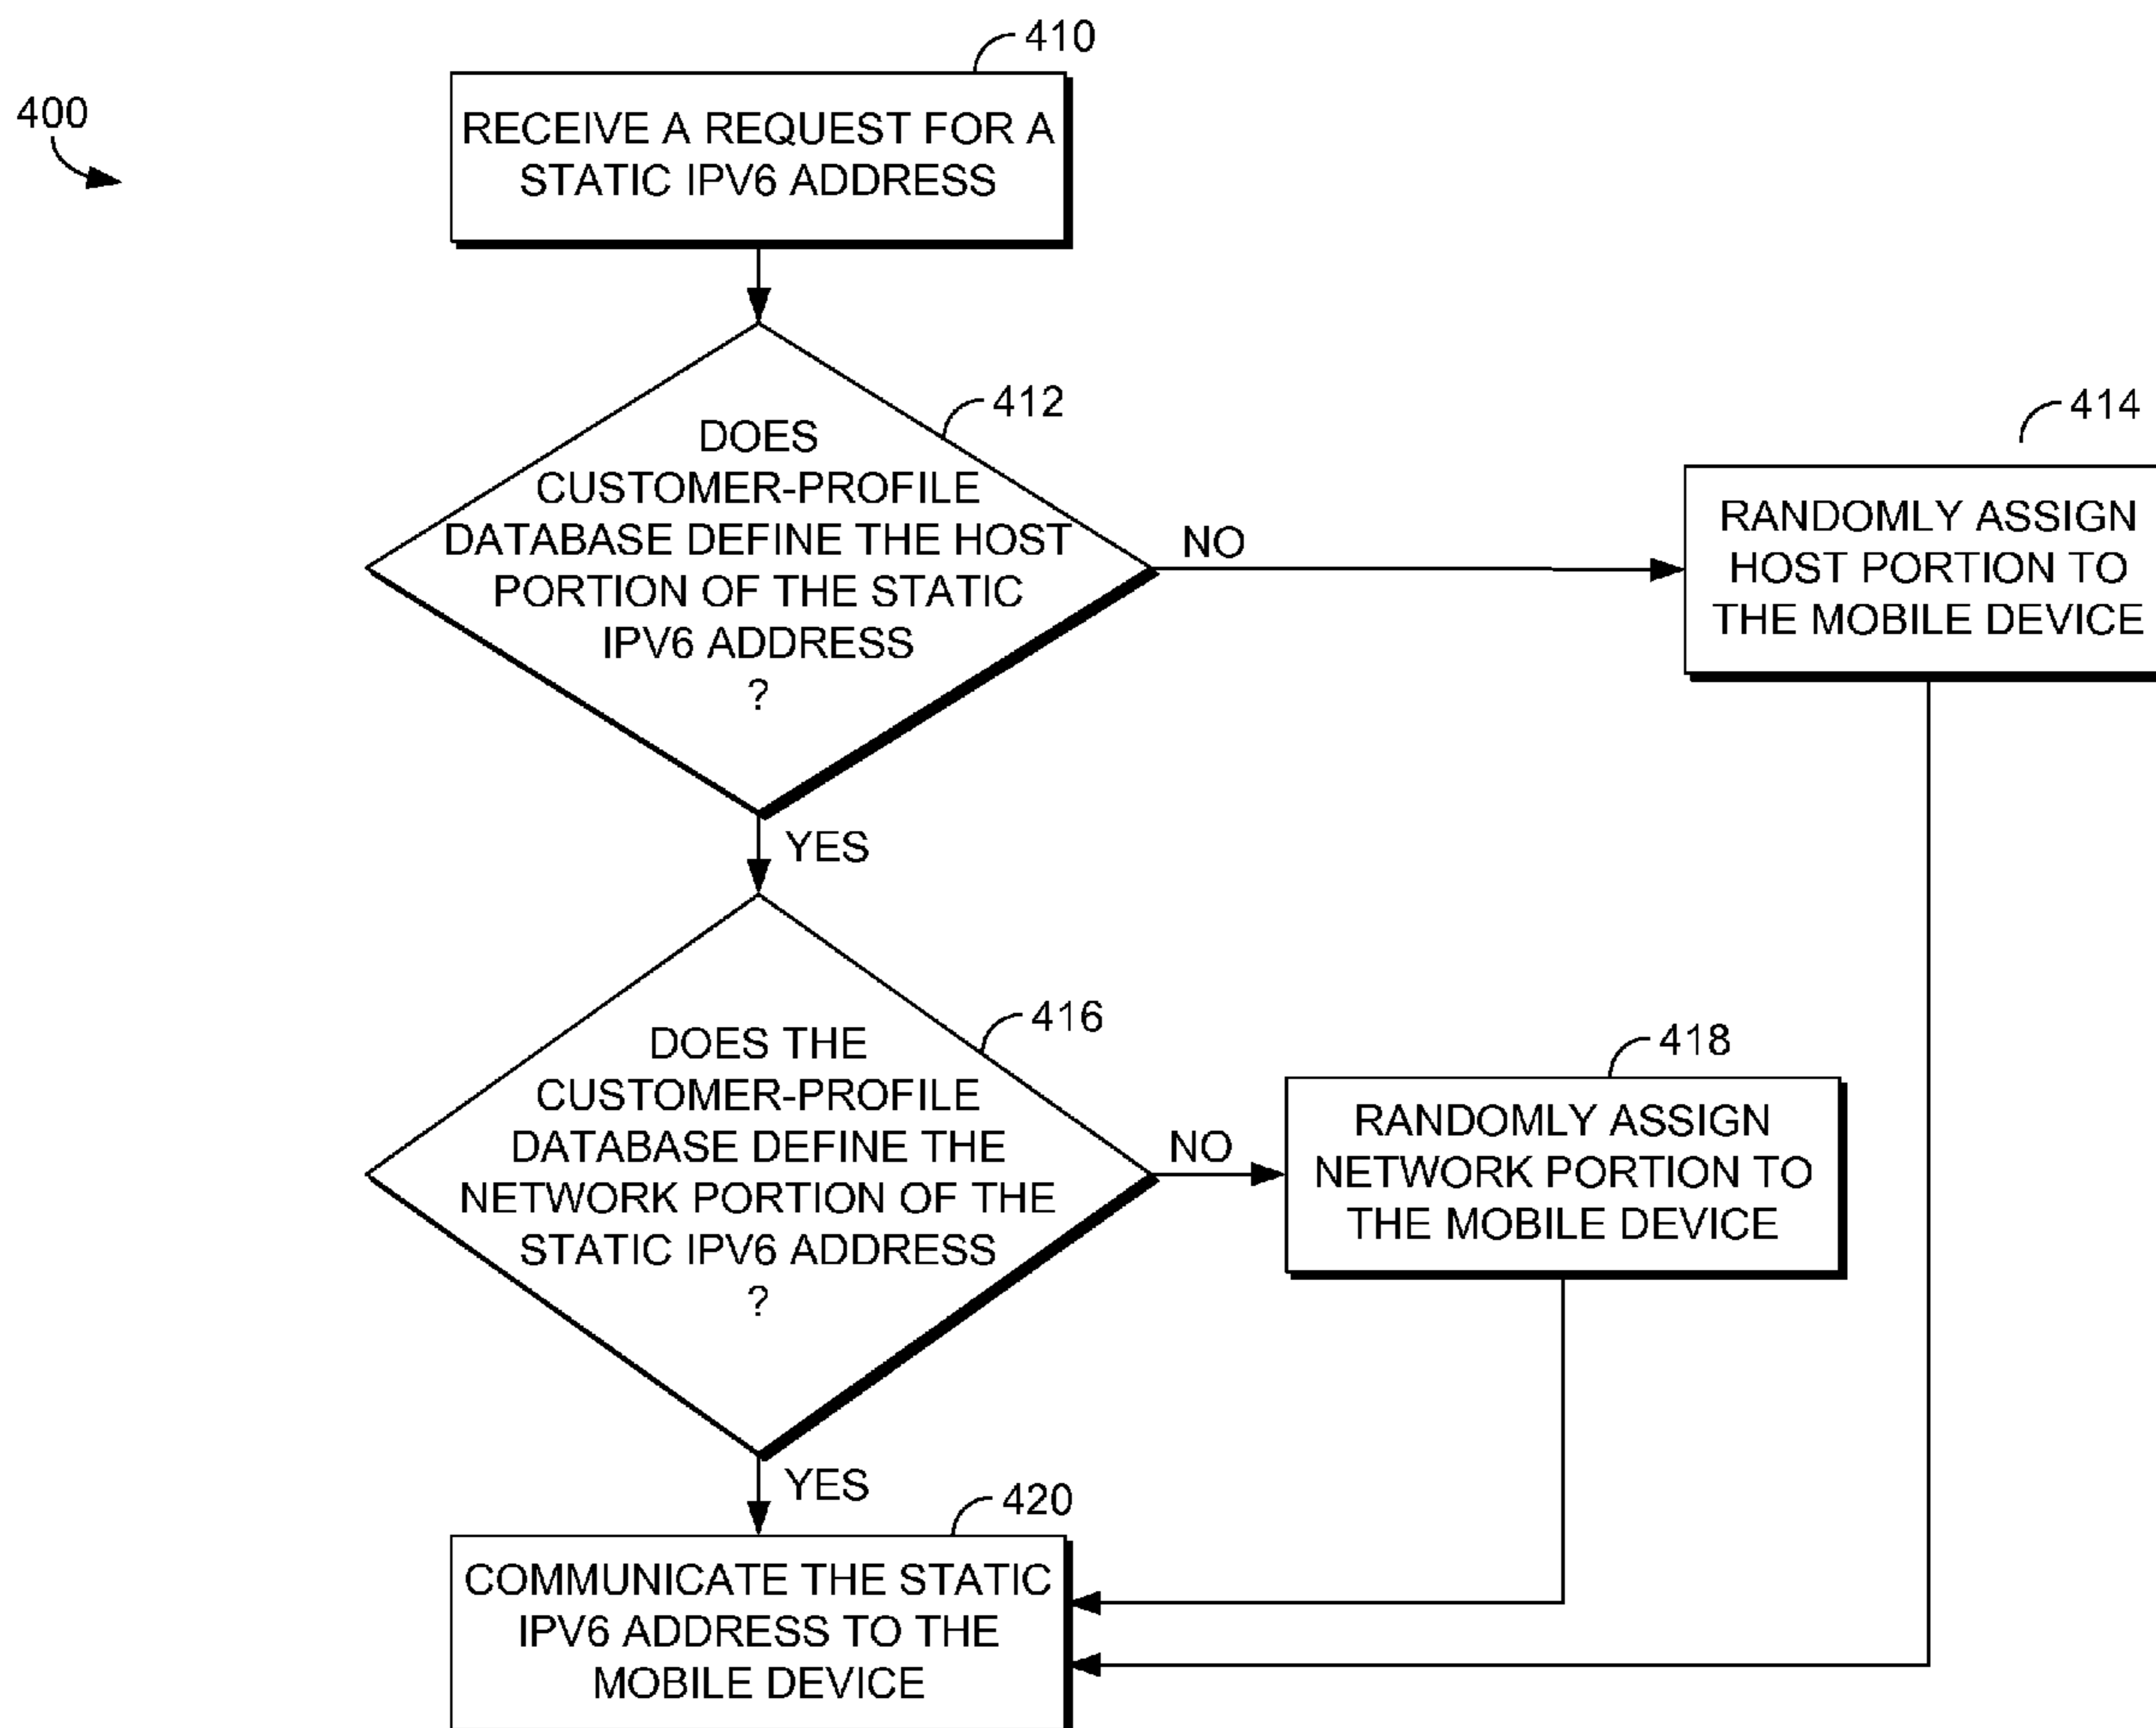 400
410
RECEIVE A REQUEST FOR A
STATIC IPV6 ADDRESS
412
DOES
CUSTOMER-PROFILE
DATABASE DEFINE THE HOST
PORTION OF THE STATIC
IPV6 ADDRESS
?
NO
414
RANDOMLY ASSIGN
HOST PORTION TO
THE MOBILE DEVICE
YES
416
DOES THE
CUSTOMER-PROFILE
DATABASE DEFINE THE
NETWORK PORTION OF THE
STATIC IPV6 ADDRESS
?
NO
418
RANDOMLY ASSIGN
NETWORK PORTION TO
THE MOBILE DEVICE
YES
420
COMMUNICATE THE STATIC
IPV6 ADDRESS TO THE
MOBILE DEVICE